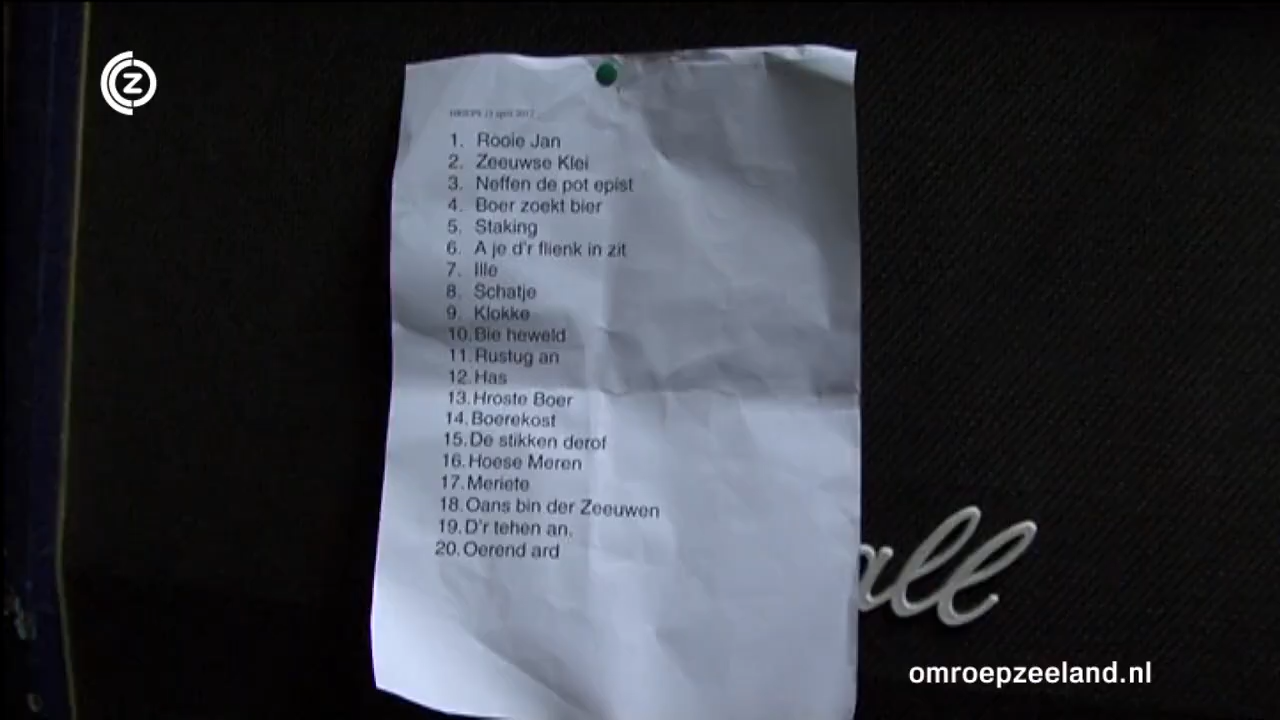 Z
1. Rooie Jan
2. Zeeuwse Klei
3. Neffen de pot epist
4. Boer zoekt bier
5. Staking
6. A je d'r flienk in zit
7. Ille
8. Schatje
9. Klokke
10. Bie heweld
11. Rustug an
12. Has
13. Hroste Boer
14. Boerekost
15. De stikken derof
16. Hoese Meren
17. Meriete
18. Oans bin der Zeeuwen
19. D'r tehen an.
20. Oerend ard
all
omroepzeeland.nl